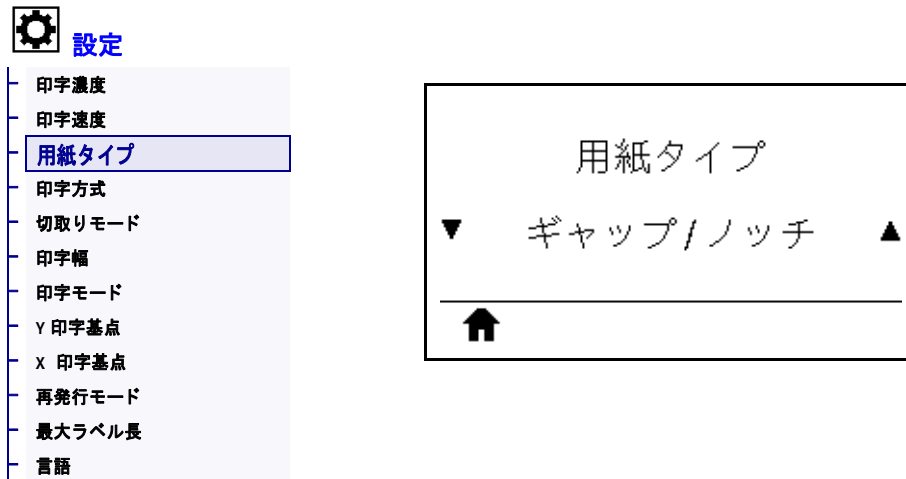 設定
印字濃度
印字速度
用紙タイプ
印字方式
切取りモード
印字幅
印字モード
Y 印字基点
X 印字基点
再発行モード
最大ラベル長
言語
用紙タイプ
▼ ギャップ/ノッチ ▲